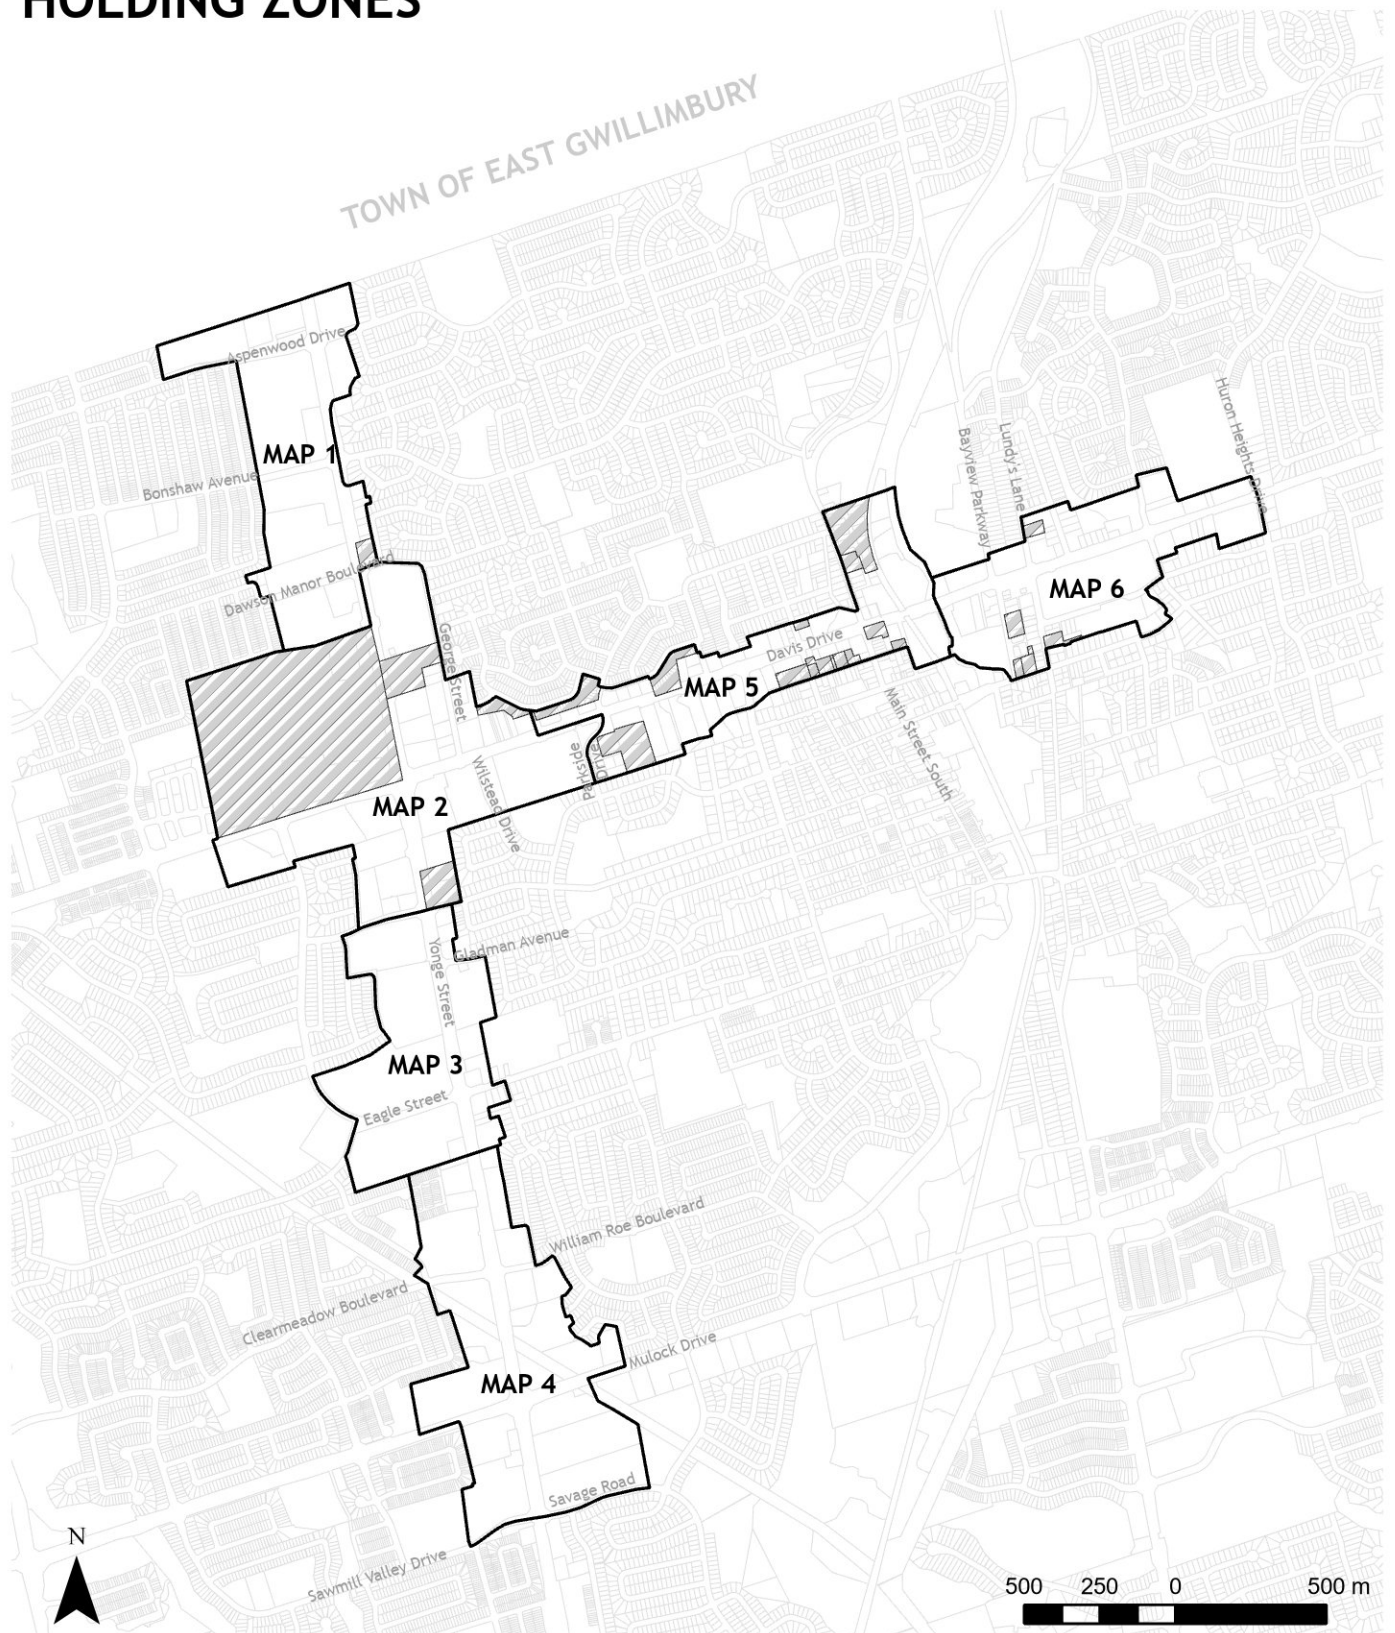 HOLDING ZONES
TOWN OF EAST GWILLIMBURY
Aspenwood Drive
MAP 1
Bonshaw Avenue
Dawson Manor Boulevard
George Street
Huron Heights Drive
Lundy's Lane
Bayview Parkway
MAP 6
Davis Drive
MAP 5
Main Street South
Parkside Drive
Wilstead Drive
MAP 2
Gladman Avenue
Yonge Street
MAP 3
Eagle Street
William Roe Boulevard
Clearmeadow Boulevard
Mulock Drive
MAP 4
Savage Road
Sawmill Valley Drive
N
500 250 0 500 m